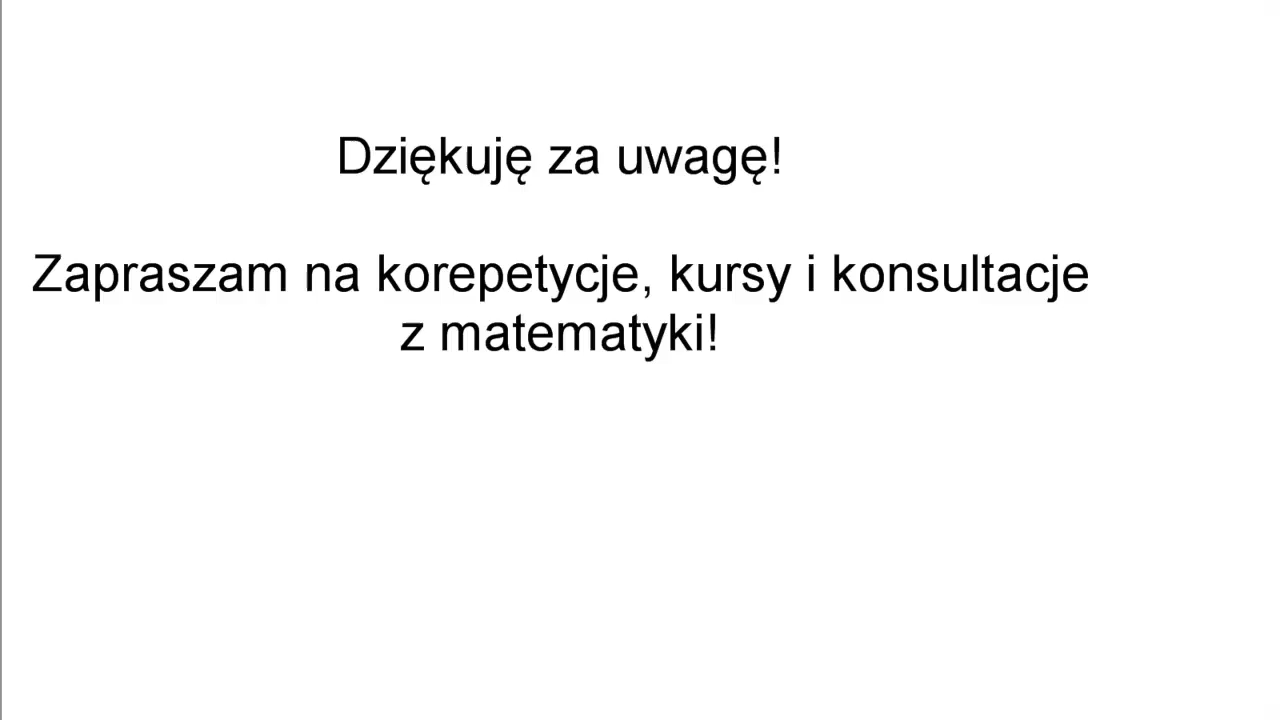 Dziękuję za uwagę!
Zapraszam na korepetycje, kursy i konsultacje
z matematyki!